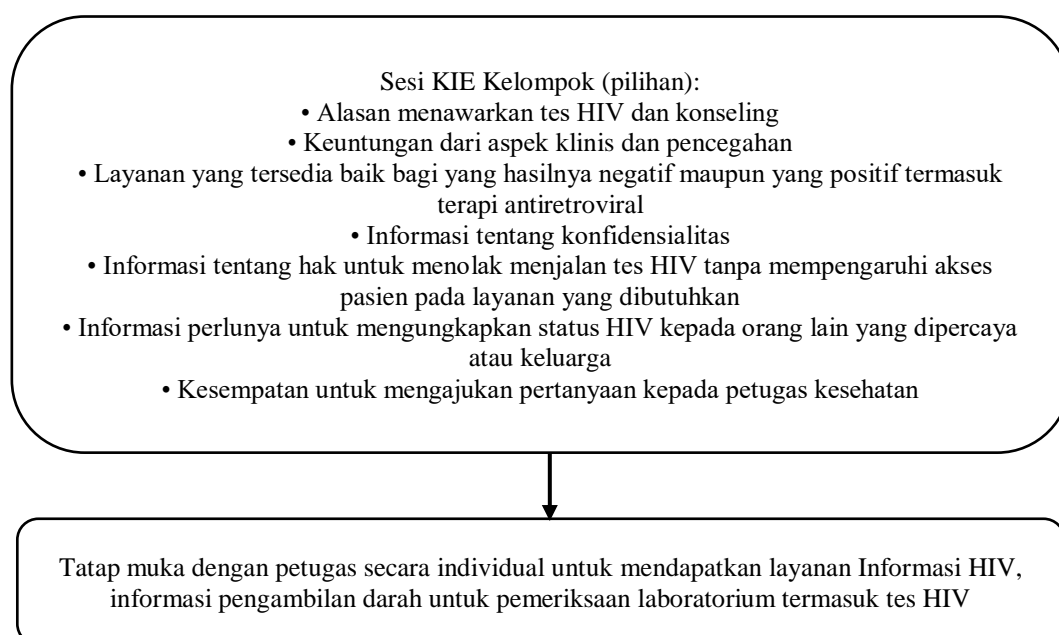 Sesi KIE Kelompok (pilihan):
• Alasan menawarkan tes HIV dan konseling
• Keuntungan dari aspek klinis dan pencegahan
• Layanan yang tersedia baik bagi yang hasilnya negatif maupun yang positif termasuk
terapi antiretroviral
• Informasi tentang konfidensialitas
• Informasi tentang hak untuk menolak menjalan tes HIV tanpa mempengaruhi akses
pasien pada layanan yang dibutuhkan
• Informasi perlunya untuk mengungkapkan status HIV kepada orang lain yang dipercaya
atau keluarga
• Kesempatan untuk mengajukan pertanyaan kepada petugas kesehatan
Tatap muka dengan petugas secara individual untuk mendapatkan layanan Informasi HIV,
informasi pengambilan darah untuk pemeriksaan laboratorium termasuk tes HIV